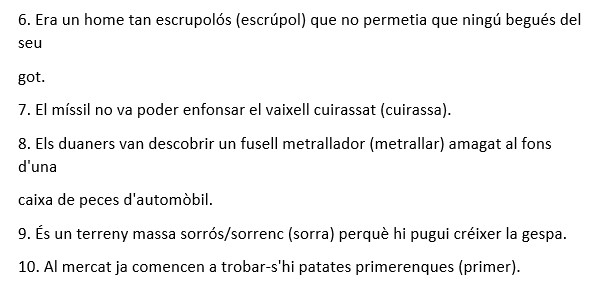 6. Era un home tan escrupolós (escrúpol) que no permetia que ningú begués del
seu
got.
7. El míssil no va poder enfonsar el vaixell cuirassat (cuirassa).
8. Els duaners van descobrir un fusell metrallador (metrallar) amagat al fons
d'una
caixa de peces d'automòbil.
9. És un terreny massa sorrós/sorrenc (sorra) perquè hi pugui créixer la gespa.
10. Al mercat ja comencen a trobar-s'hi patates primerenques (primer).